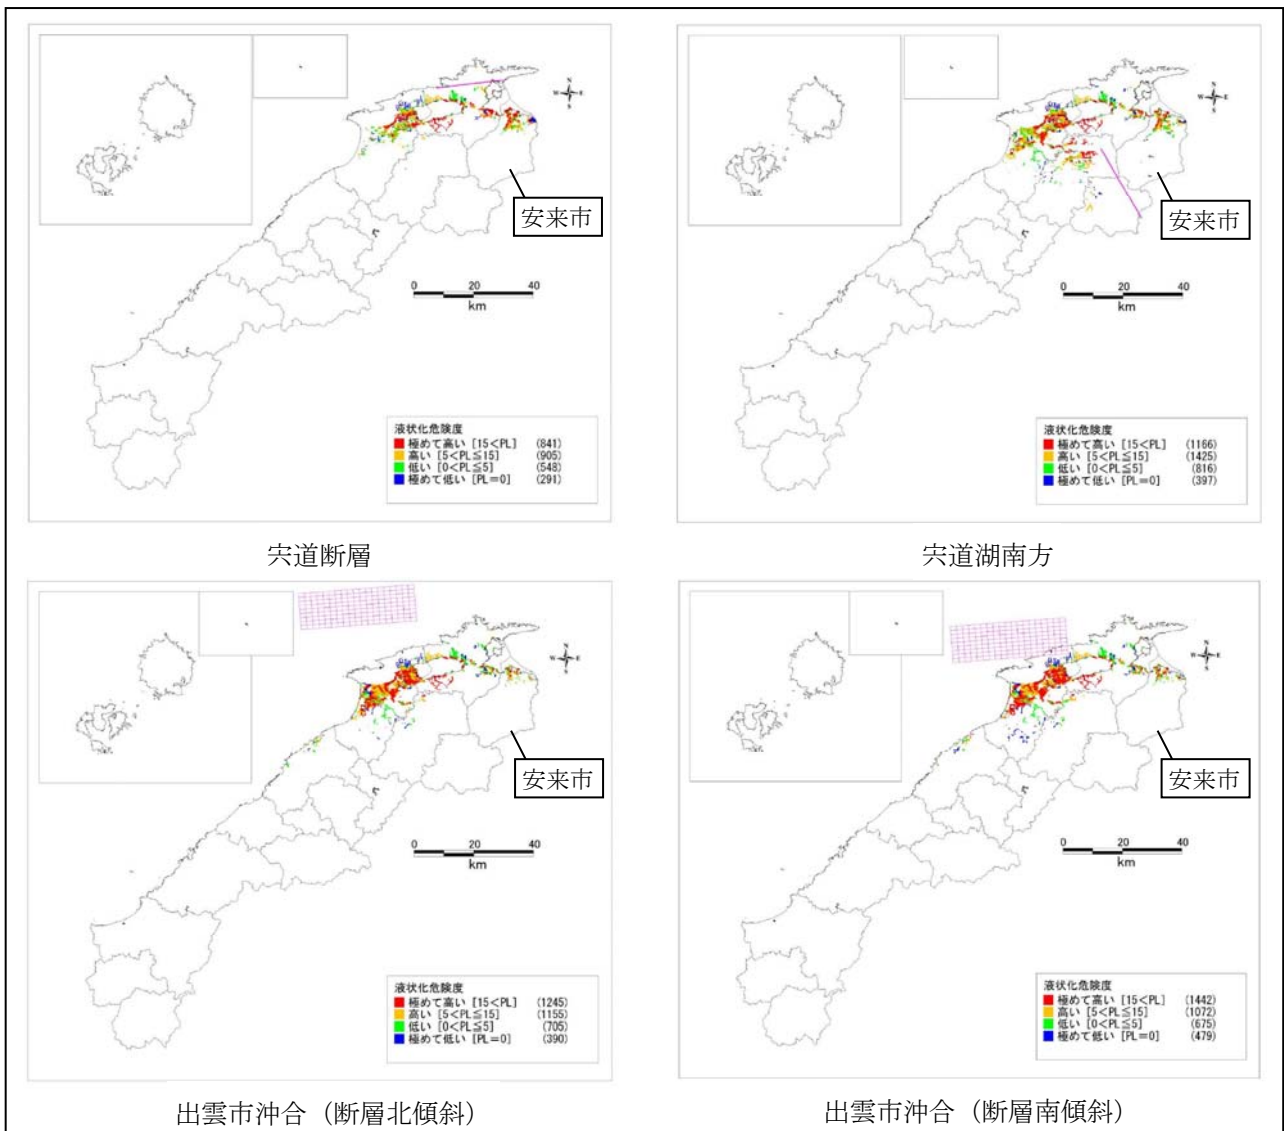 N
W E
S
安来市
0 20 40
km
液状化危険度
極めて高い [15<PL] (841)
高い [5<PL≦15] (905)
低い [0<PL≦5] (548)
極めて低い [PL=0] (291)
宍道断層
N
W E
S
安来市
0 20 40
km
液状化危険度
極めて高い [15<PL] (1166)
高い [5<PL≦15] (1425)
低い [0<PL≦5] (816)
極めて低い [PL=0] (397)
宍道湖南方
N
W E
S
安来市
0 20 40
km
液状化危険度
極めて高い [15<PL] (1245)
高い [5<PL≦15] (1155)
低い [0<PL≦5] (705)
極めて低い [PL=0] (390)
出雲市沖合（断層北傾斜）
N
W E
S
安来市
0 20 40
km
液状化危険度
極めて高い [15<PL] (1442)
高い [5<PL≦15] (1072)
低い [0<PL≦5] (675)
極めて低い [PL=0] (479)
出雲市沖合（断層南傾斜）